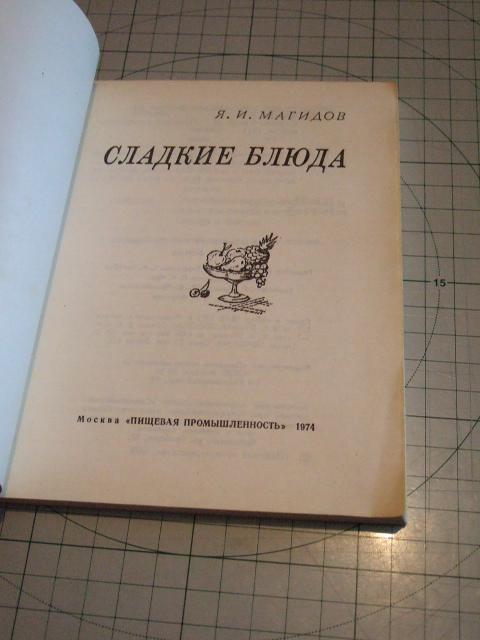 Я. И. МАГИДОВ
СЛАДКИЕ БЛЮДА
Москва «ПИЩЕВАЯ ПРОМЫШЛЕННОСТЬ» 1974
15